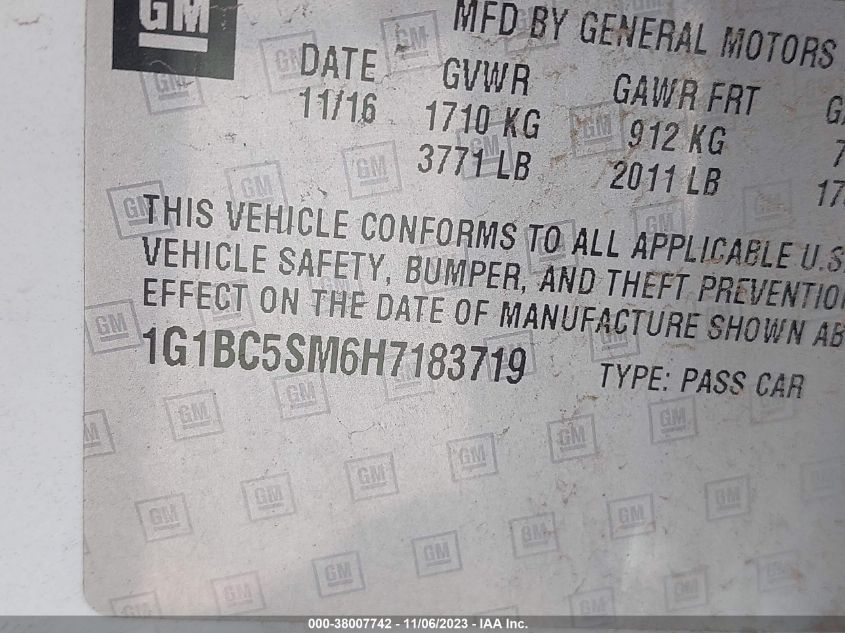 GM
MFD BY GENERAL MOTORS
DATE GVWR GAWR FRT
11/16 1710 KG 912 KG
3771 LB 2011 LB
THIS VEHICLE CONFORMS TO ALL APPLICABLE U.S
VEHICLE SAFETY, BUMPER, AND THEFT PREVENTIO
EFFECT ON THE DATE OF MANUFACTURE SHOWN AB
1G1BC5SM6H7183719 TYPE: PASS CAR
000-38007742 - 11/06/2023 - IAA Inc.